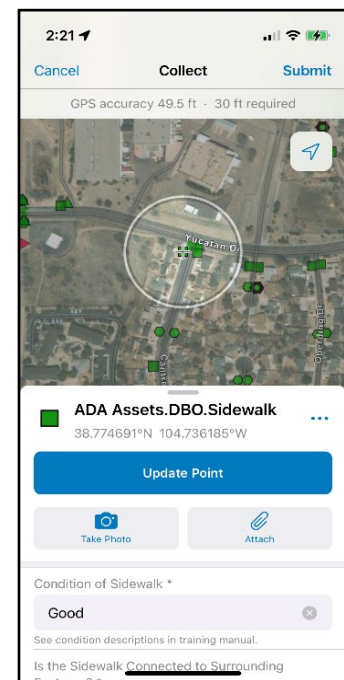 2:21
Cancel Collect Submit
GPS accuracy 49.5 ft · 30 ft required
Yucatan Dr
ADA Assets.DBO.Sidewalk
38.774691°N 104.736185°W
Update Point
Take Photo Attach
Condition of Sidewalk *
Good
See condition descriptions in training manual.
Is the Sidewalk Connected to Surrounding